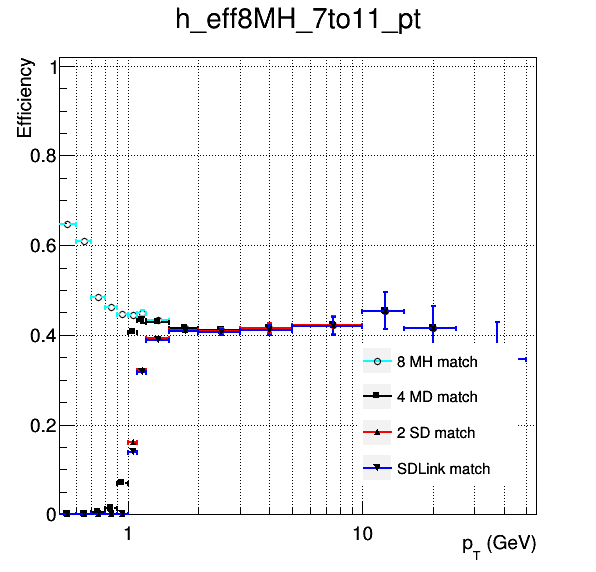 h_eff8MH_7to11_pt
Efficiency
1
0.8
0.6
0.4
0.2
0
8 MH match
4 MD match
2 SD match
SDLink match
1
10
p_T (GeV)